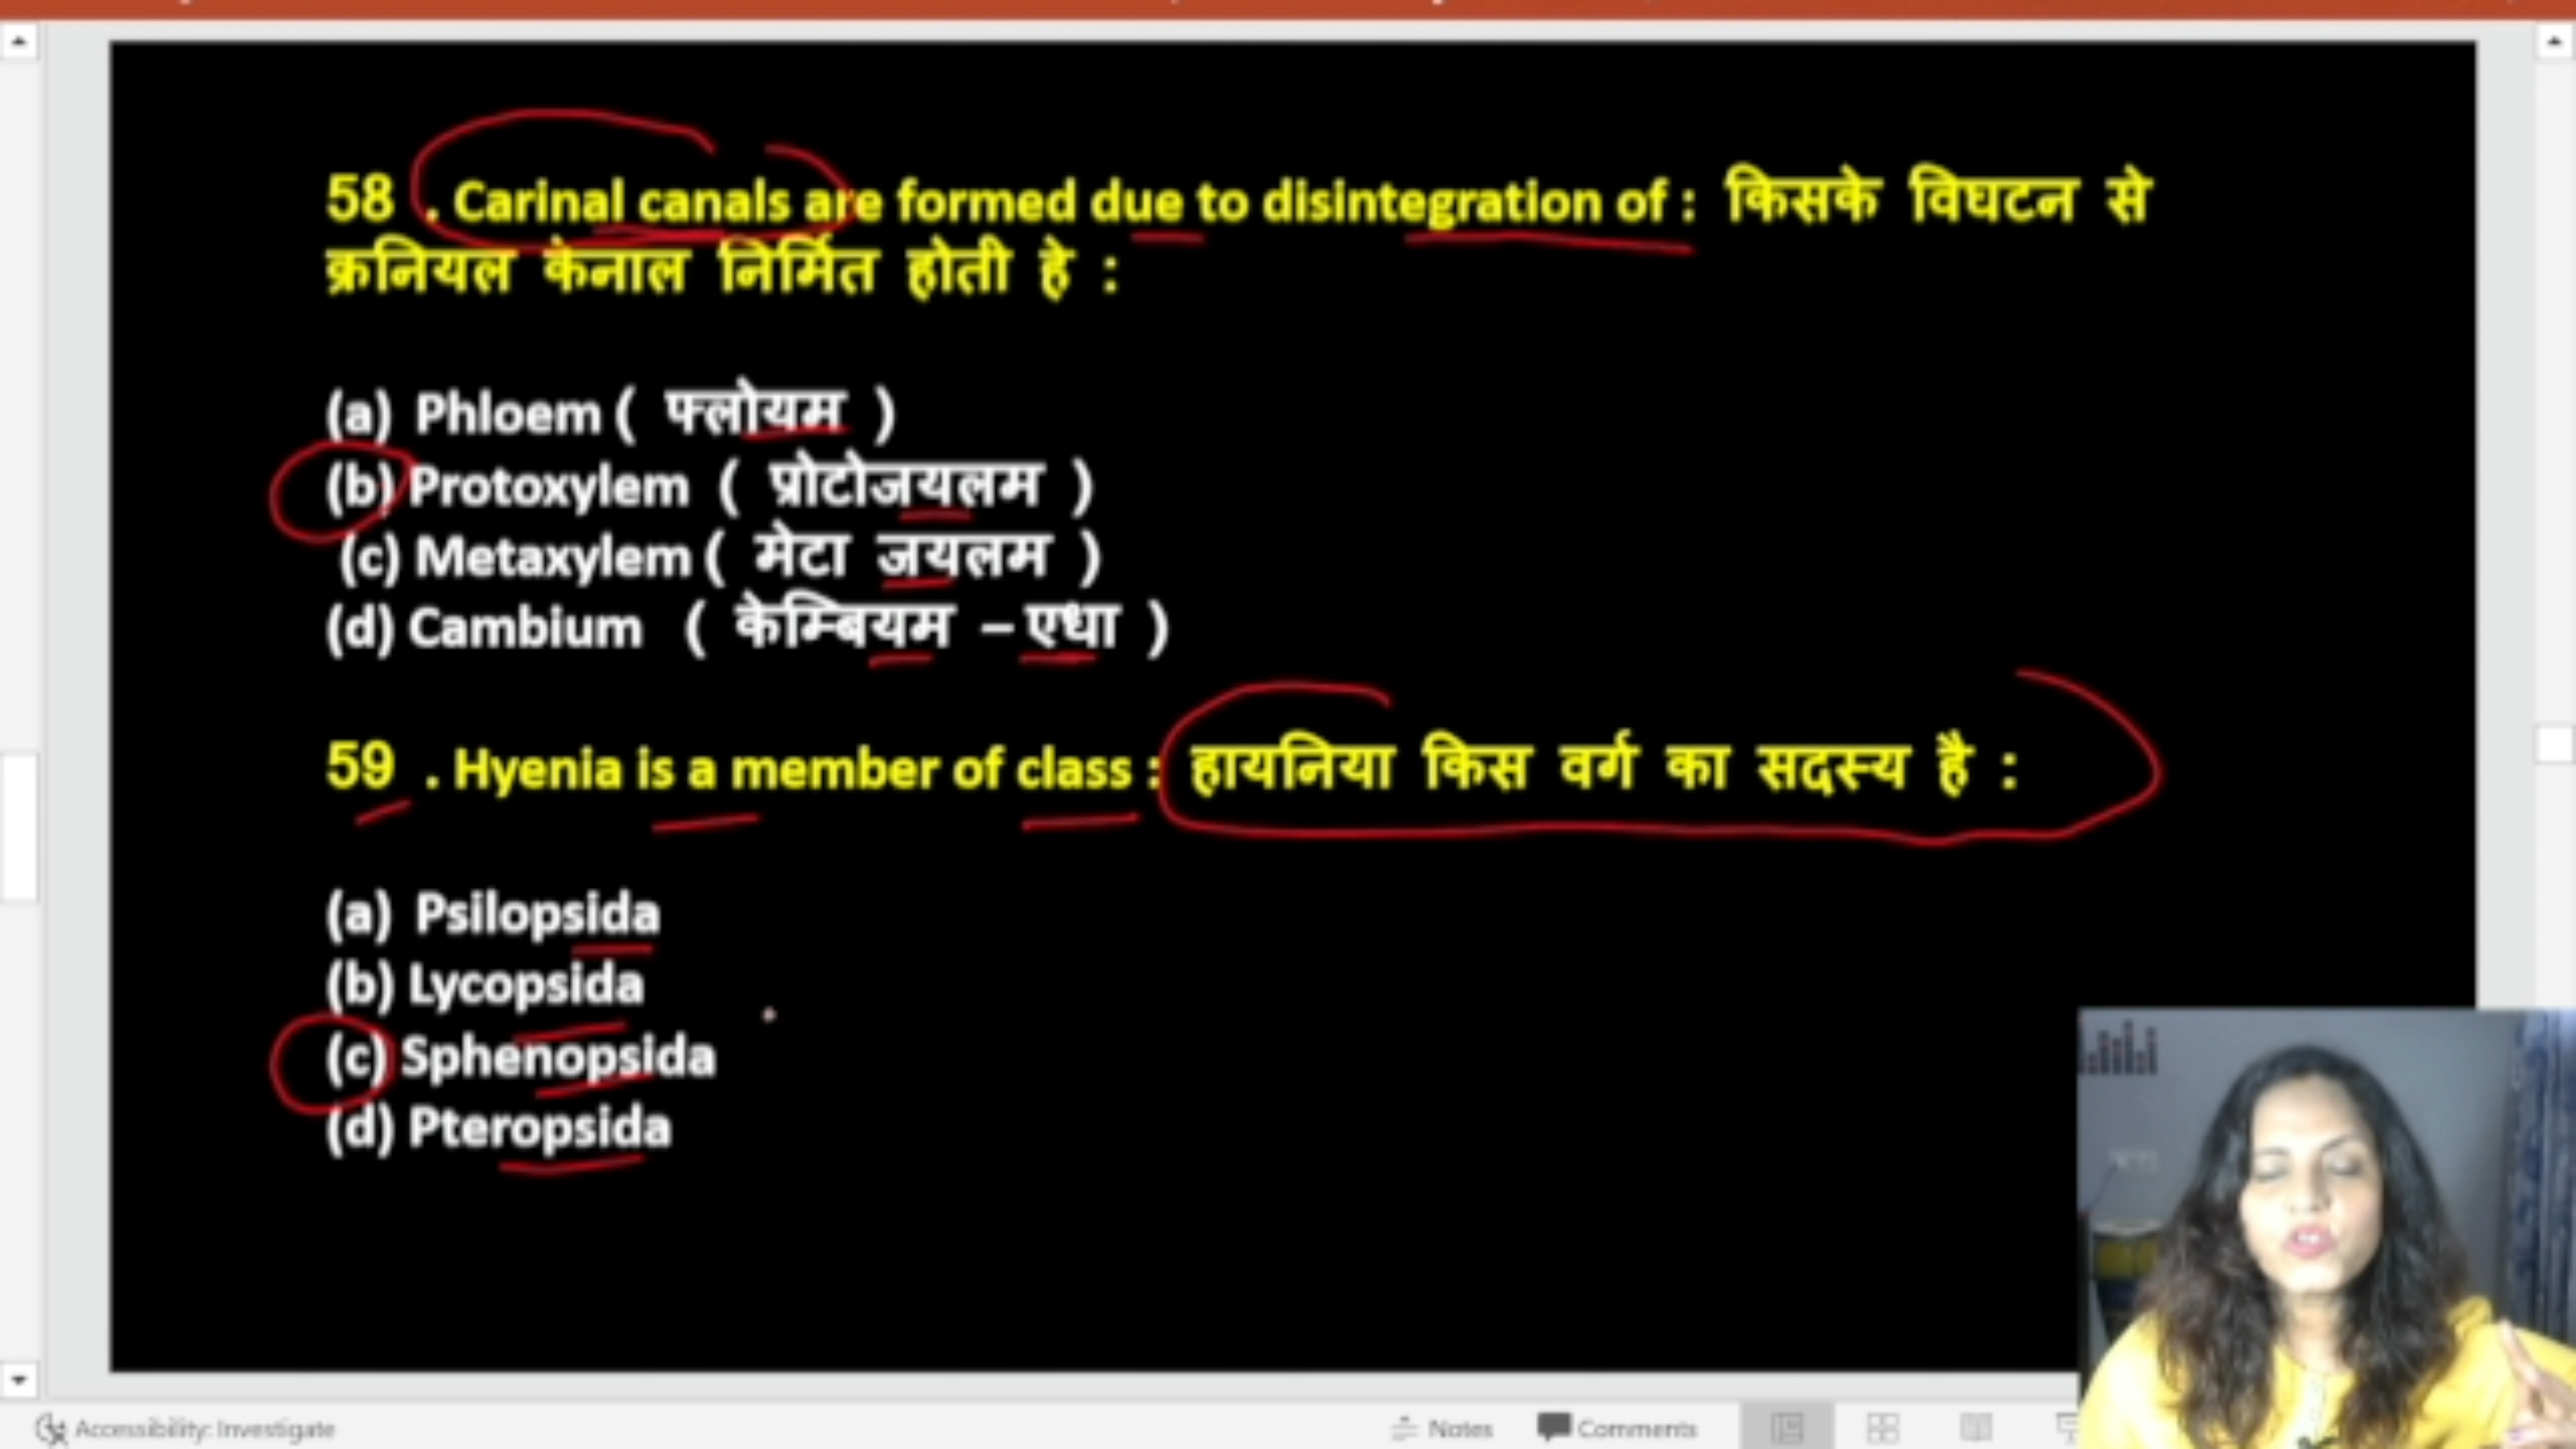 58 . Carinal canals are formed due to disintegration of : किसके विघटन से
क्रनियल केनाल निर्मित होती हे :
(a) Phloem ( फ्लोयम )
(b) Protoxylem ( प्रोटोजयलम )
(c) Metaxylem ( मेटा जयलम )
(d) Cambium ( केम्बियम – एधा )
59 . Hyenia is a member of class : हायनिया किस वर्ग का सदस्य है :
(a) Psilopsida
(b) Lycopsida
(c) Sphenopsida
(d) Pteropsida
Accessibility: Investigate
Notes
Comments